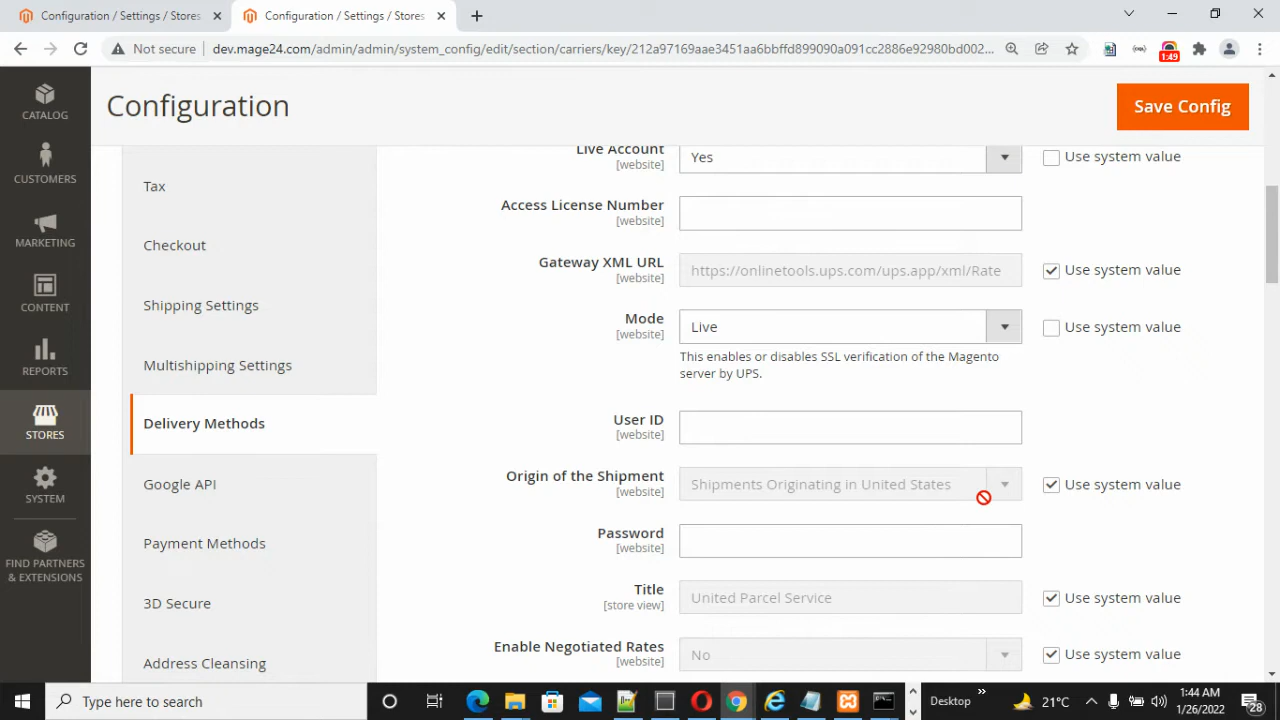 Configuration / Settings / Stores
Configuration / Settings / Stores
Not secure
dev.mage24.com/admin/admin/system_config/edit/section/carriers/key/212a97169aae3451a6bbffd899090a091cc2886e92980bd002...
1:49
Configuration
Save Config
CATALOG
CUSTOMERS
MARKETING
CONTENT
REPORTS
STORES
SYSTEM
FIND PARTNERS
& EXTENSIONS
Tax
Checkout
Shipping Settings
Multishipping Settings
Delivery Methods
Google API
Payment Methods
3D Secure
Address Cleansing
Live Account
[website]
Yes
Use system value
Access License Number
[website]
Gateway XML URL
[website]
https://onlinetools.ups.com/ups.app/xml/Rate
Use system value
Mode
[website]
Live
Use system value
This enables or disables SSL verification of the Magento
server by UPS.
User ID
[website]
Origin of the Shipment
[website]
Shipments Originating in United States
Use system value
Password
[website]
Title
[store view]
United Parcel Service
Use system value
Enable Negotiated Rates
[website]
No
Use system value
Type here to search
Desktop
21°C
1:44 AM
1/26/2022
28